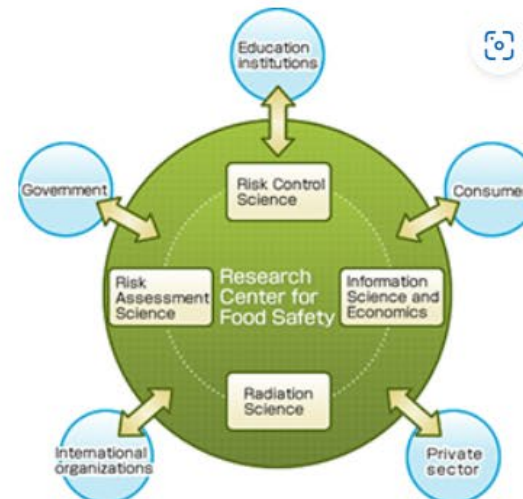 Education
institutions
Government
Consume
Risk Control
Science
Risk
Assessment
Science
Research
Center for
Food Safety
Information
Science and
Economics
Radiation
Science
International
organizations
Private
sector